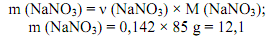 m (NaNO₃) = ν (NaNO₃) × M (NaNO₃);
m (NaNO₃) = 0,142 × 85 g = 12,1